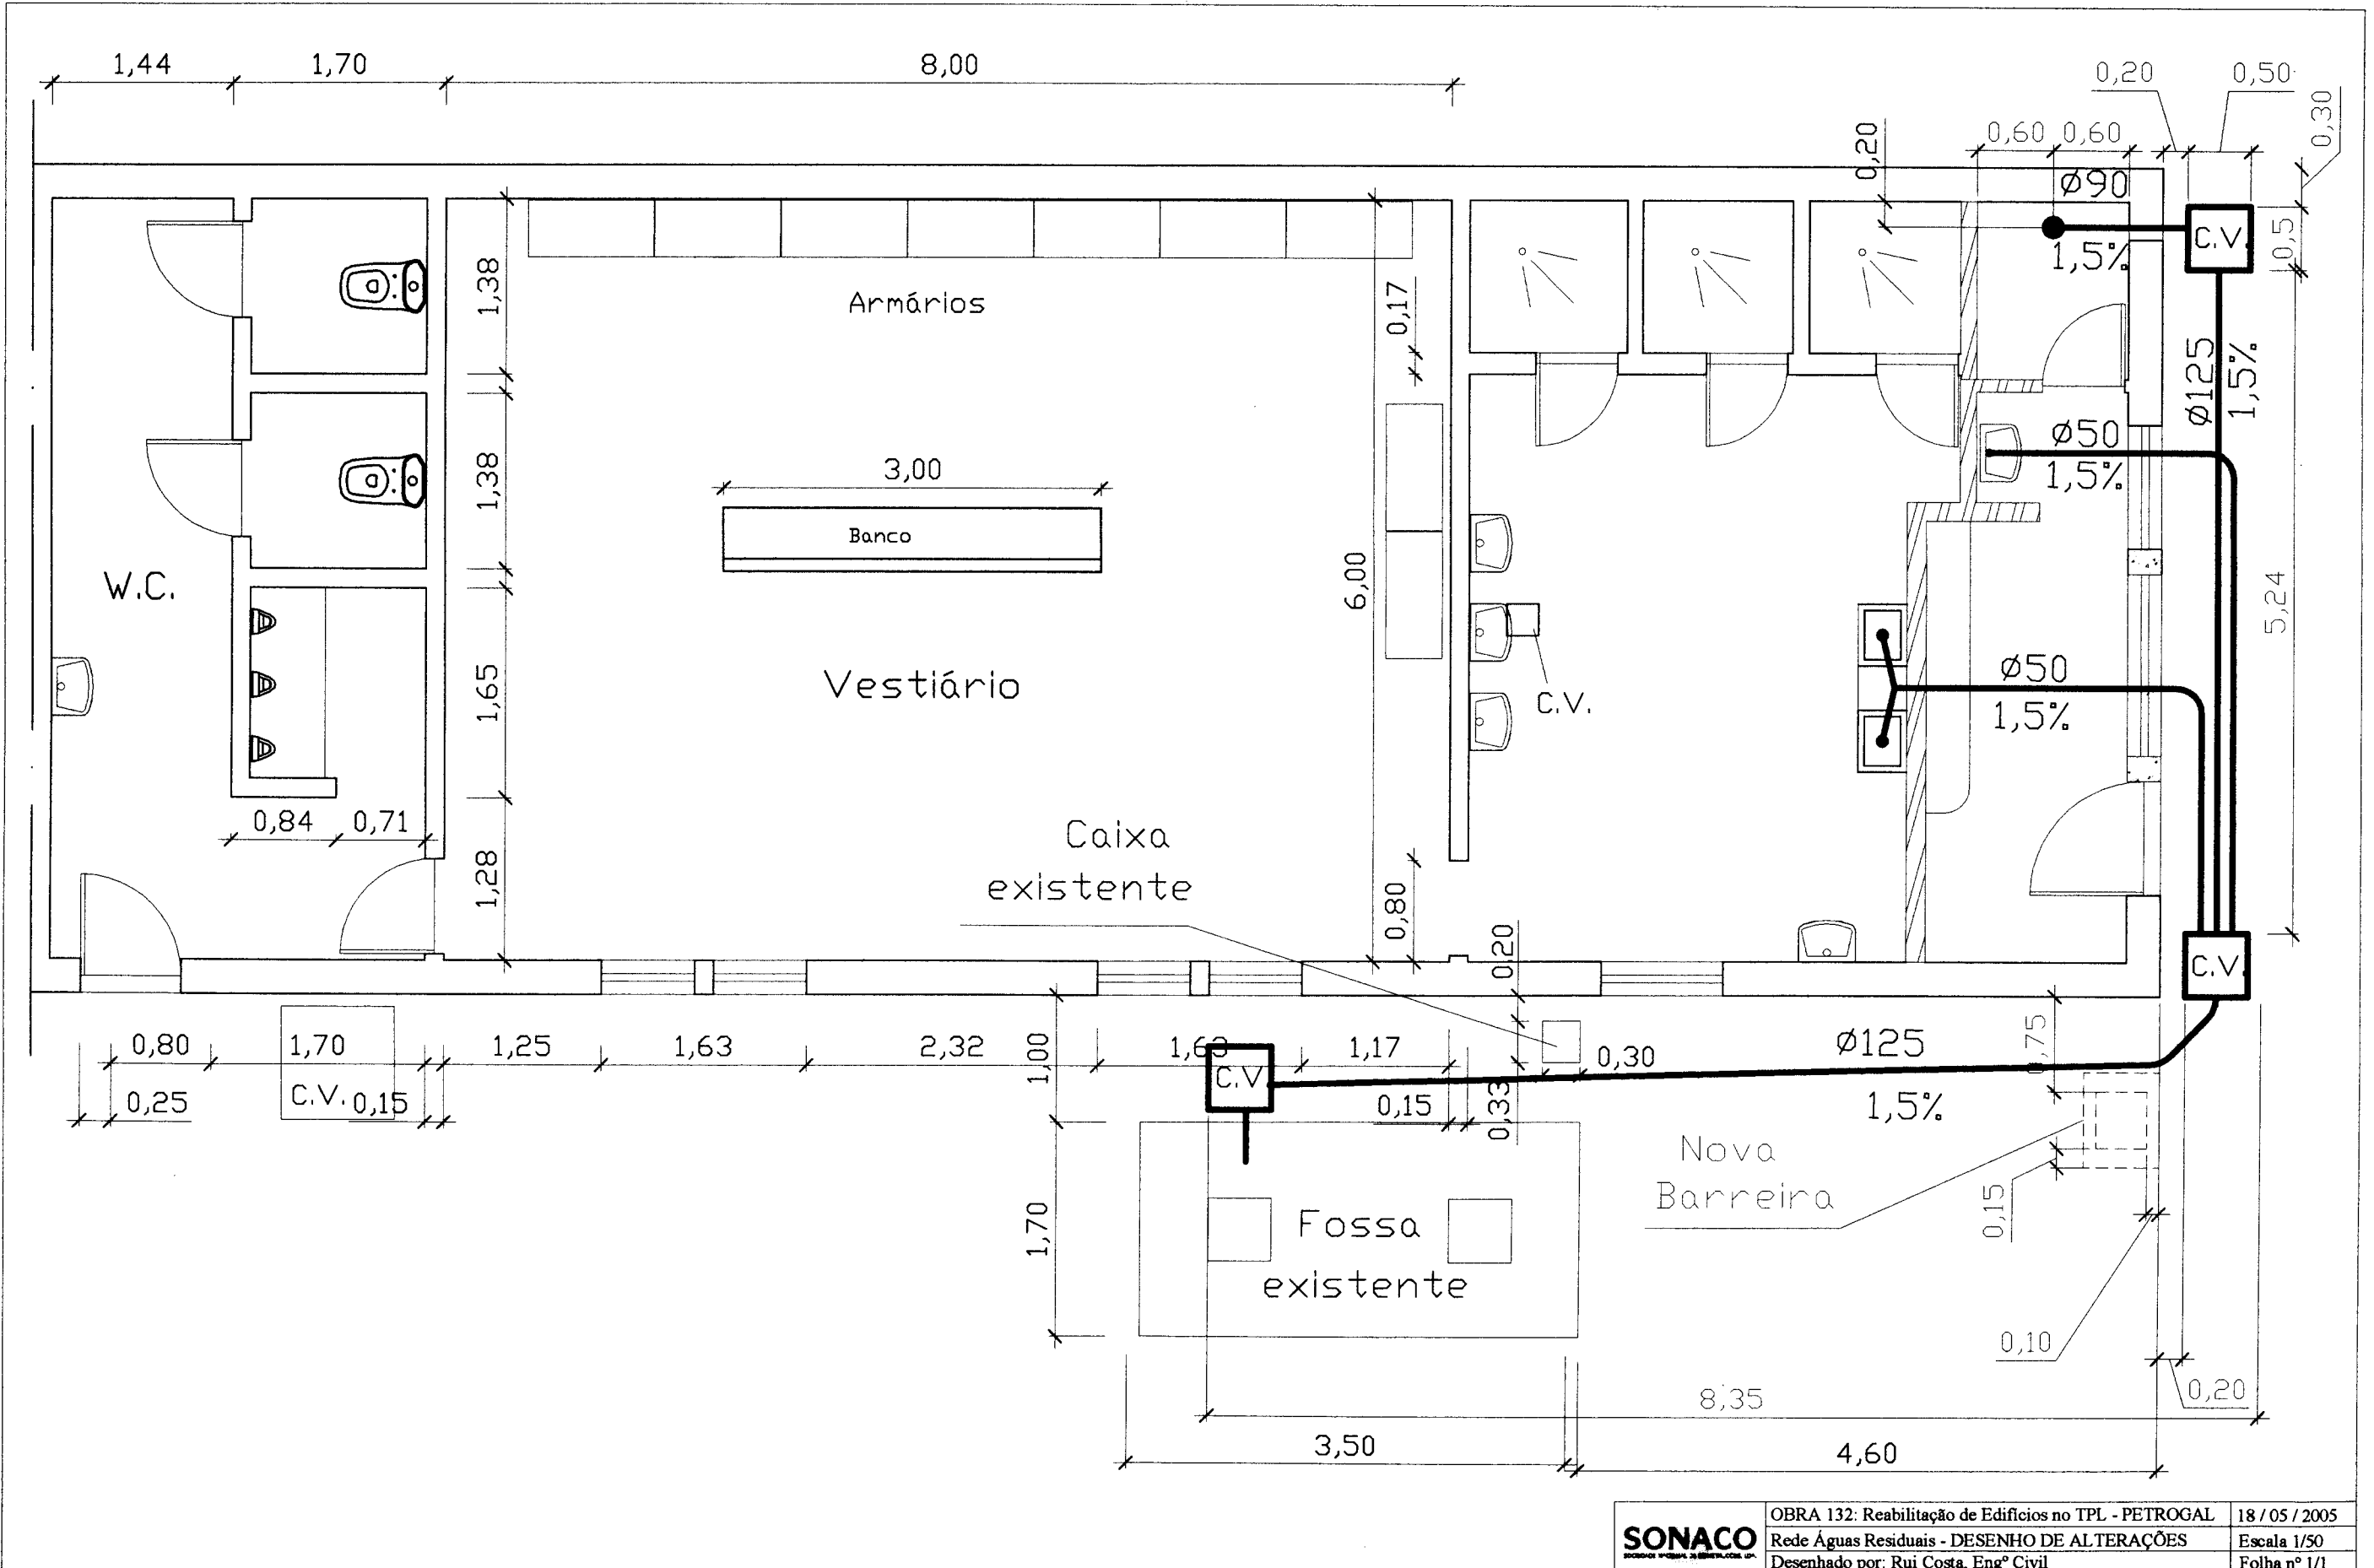 1,44
1,70
8,00
0,20
0,50
0,30
0,20
0,60
0,60
Ø90
C.V.
0,5
1,5%
1,38
Armários
0,17
Ø125
1,5%
Ø50
1,5%
1,38
3,00
Banco
W.C.
6,00
5,24
1,65
Vestiário
C.V.
Ø50
1,5%
0,84
0,71
Caixa
existente
1,28
0,80
0,20
C.V.
0,80
1,70
1,25
1,63
2,32
1,00
1,63
1,17
0,30
Ø125
0,75
C.V.
0,25
C.V.
0,15
0,15
0,33
1,5%
Nova
Barreira
1,70
Fossa
existente
0,15
0,10
0,20
8,35
3,50
4,60
SONACO
OBRA 132: Reabilitação de Edifícios no TPL - PETROGAL
18 / 05 / 2005
Rede Águas Residuais - DESENHO DE ALTERAÇÕES
Escala 1/50
Desenhado por: Rui Costa, Engº Civil
Folha nº 1/1